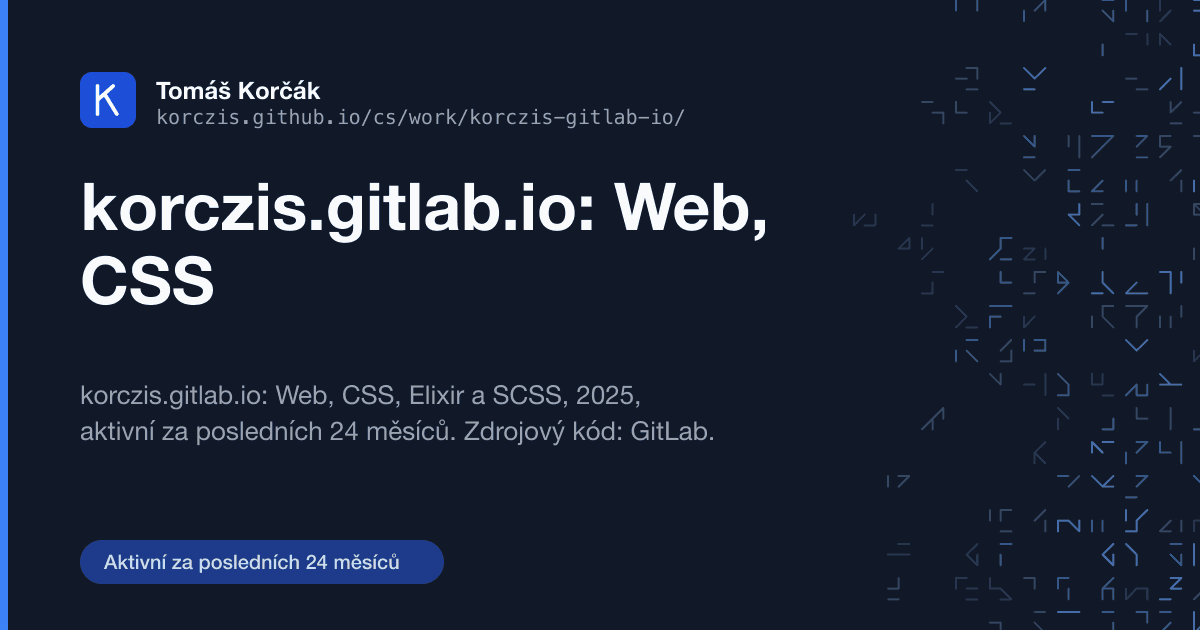 Tomáš Korčák
korczis.github.io/cs/work/korczis-gitlab-io/
korczis.gitlab.io: Web,
CSS
korczis.gitlab.io: Web, CSS, Elixir a SCSS, 2025,
aktivní za posledních 24 měsíců. Zdrojový kód: GitLab.
Aktivní za posledních 24 měsíců